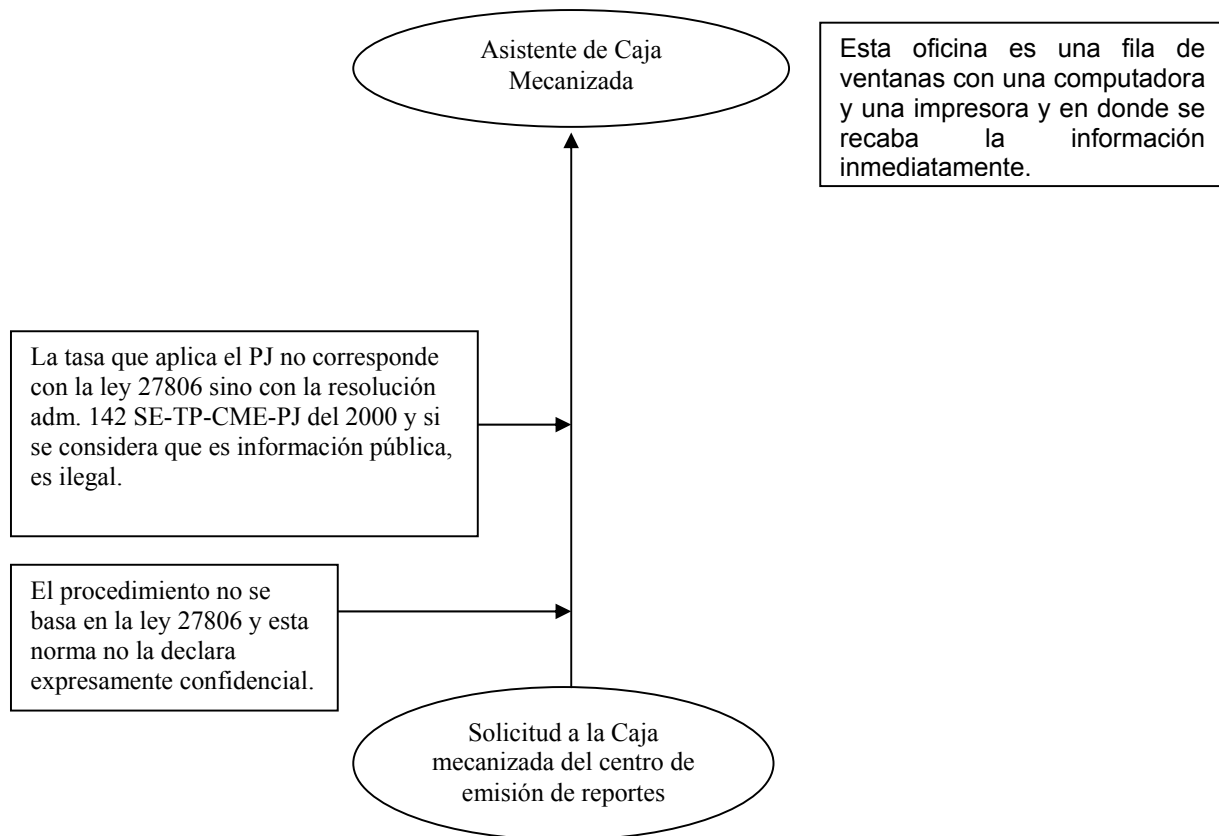 Asistente de Caja
Mecanizada
Esta oficina es una fila de
ventanas con una computadora
y una impresora y en donde se
recaba la información
inmediatamente.
La tasa que aplica el PJ no corresponde
con la ley 27806 sino con la resolución
adm. 142 SE-TP-CME-PJ del 2000 y si
se considera que es información pública,
es ilegal.
El procedimiento no se
basa en la ley 27806 y esta
norma no la declara
expresamente confidencial.
Solicitud a la Caja
mecanizada del centro de
emisión de reportes